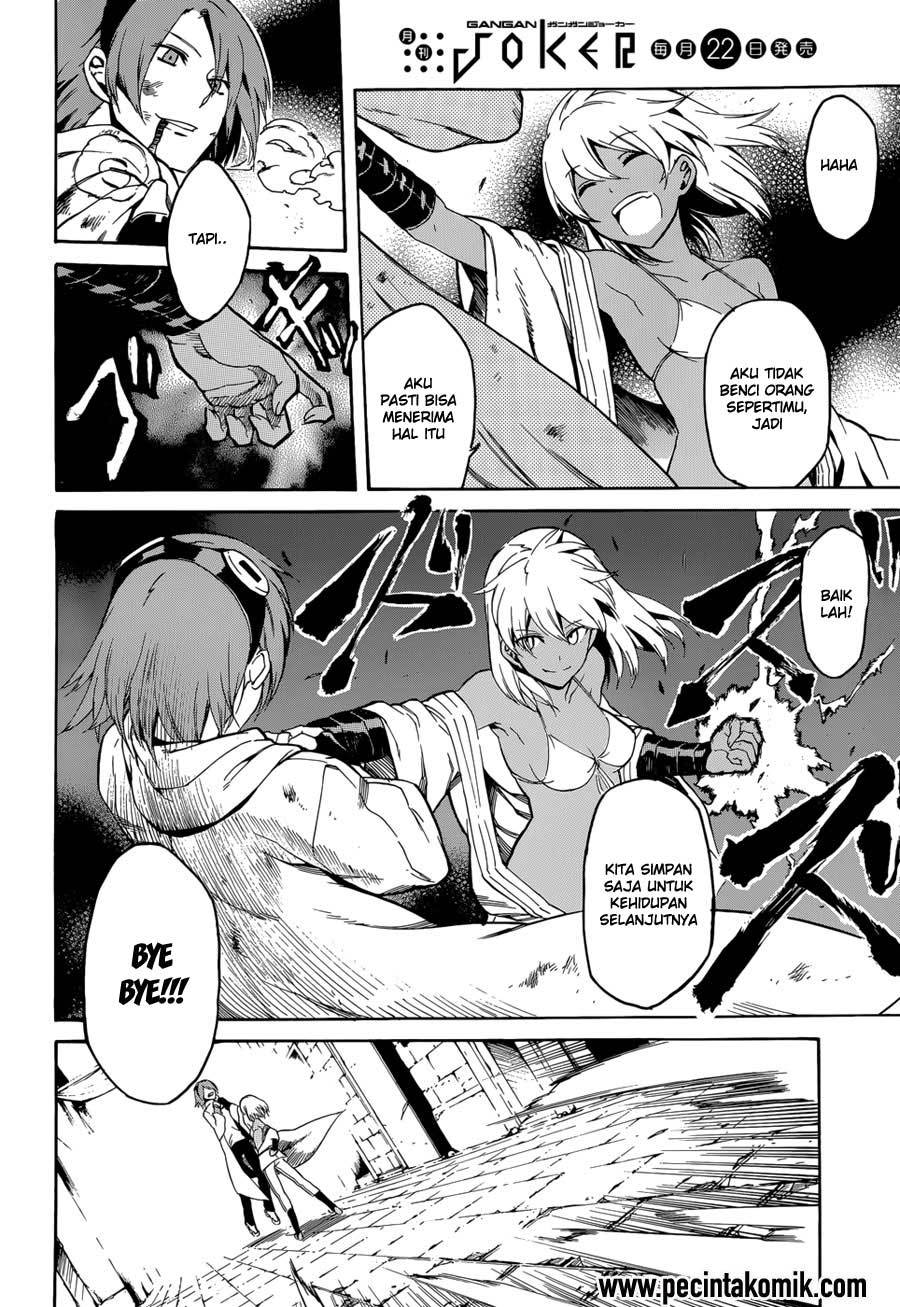 GANGAN ガンガンジョーカー
月刊 JOKER 毎月22日発売
HAHA
AKU TIDAK
BENCI ORANG
SEPERTIMU,
JADI
AKU
PASTI BISA
MENERIMA
HAL ITU
TAPI..
BAIK
LAH!
KITA SIMPAN
SAJA UNTUK
KEHIDUPAN
SELANJUTNYA
BYE
BYE!!!
www.pecintakomik.com